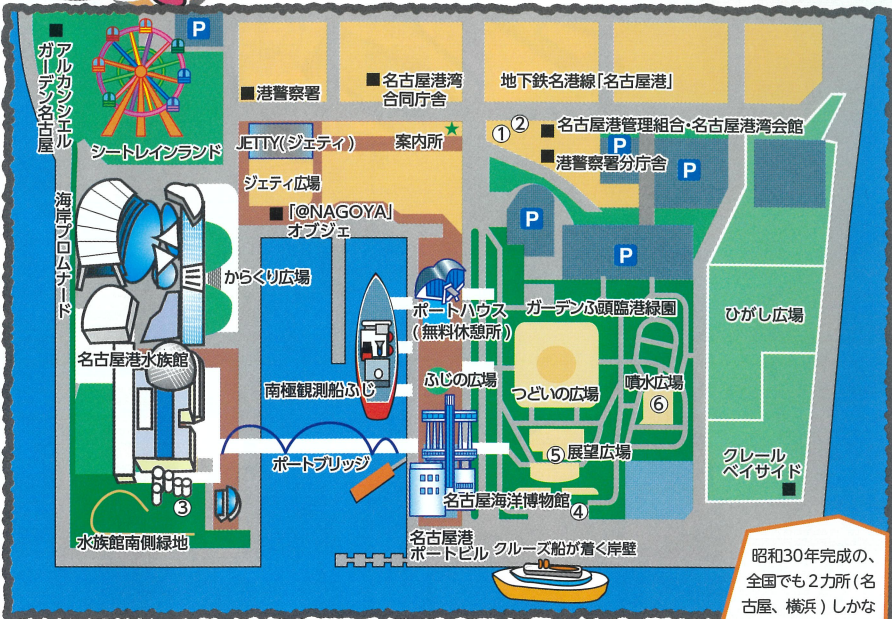 P
アルカンシエル
ガーデン名古屋
シートレインランド
港警察署
名古屋港湾
合同庁舎
地下鉄名港線「名古屋港」
JETTY(ジェティ)
案内所
①②
名古屋港管理組合・名古屋港湾会館
P
港警察署分庁舎
P
ジェティ広場
「@NAGOYA」
オブジェ
P
P
海岸プロムナード
からくり広場
ポートハウス
(無料休憩所)
ガーデンふ頭臨港緑園
ひがし広場
名古屋港水族館
南極観測船ふじ
ふじの広場
つどいの広場
噴水広場
⑥
ポートブリッジ
⑤展望広場
クレール
ベイサイド
③
名古屋海洋博物館
④
水族館南側緑地
名古屋港
ポートビル
クルーズ船が着く岸壁
昭和30年完成の、
全国でも2カ所(名
古屋、横浜)しかな